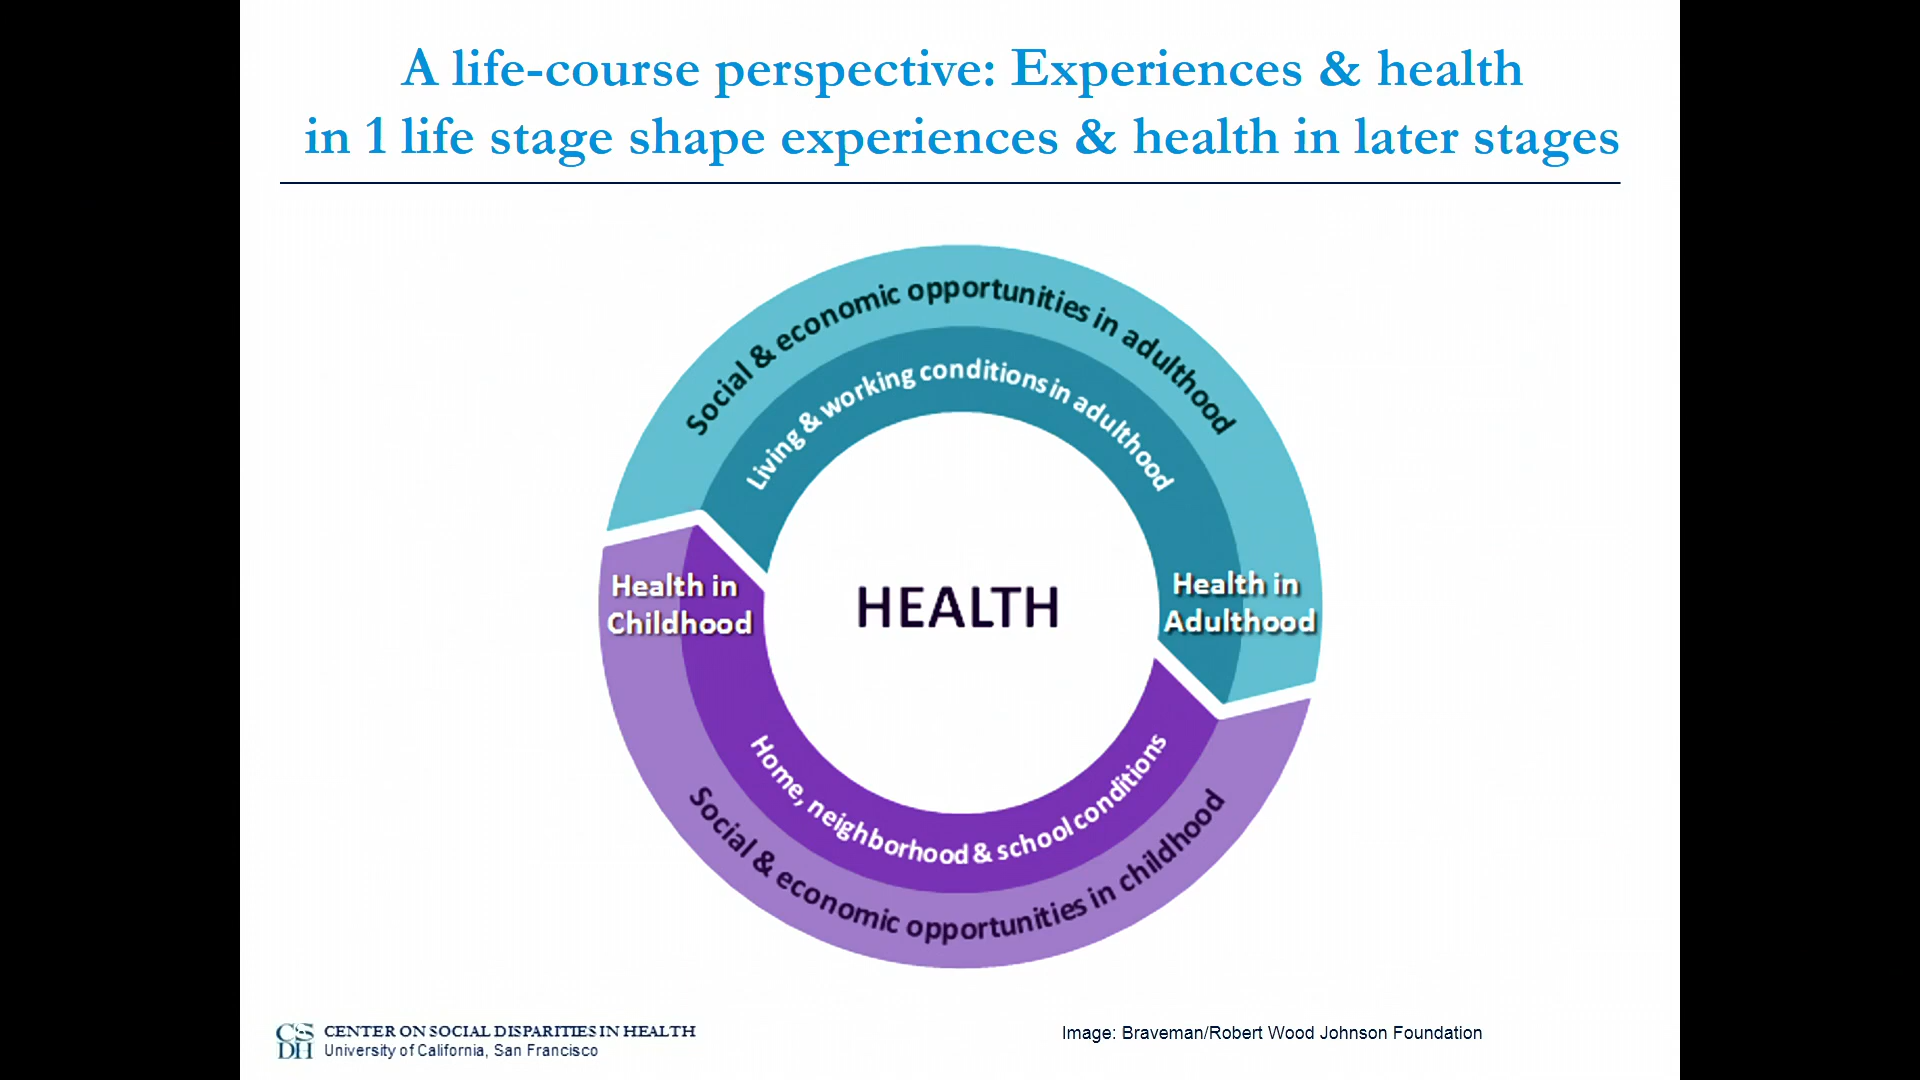 A life-course perspective: Experiences & health
in 1 life stage shape experiences & health in later stages
Social & economic opportunities in adulthood
Living & working conditions in adulthood
Health in
Childhood
HEALTH
Health in
Adulthood
Home, neighborhood & school conditions
Social & economic opportunities in childhood
CSDH
CENTER ON SOCIAL DISPARITIES IN HEALTH
University of California, San Francisco
Image: Braveman/Robert Wood Johnson Foundation